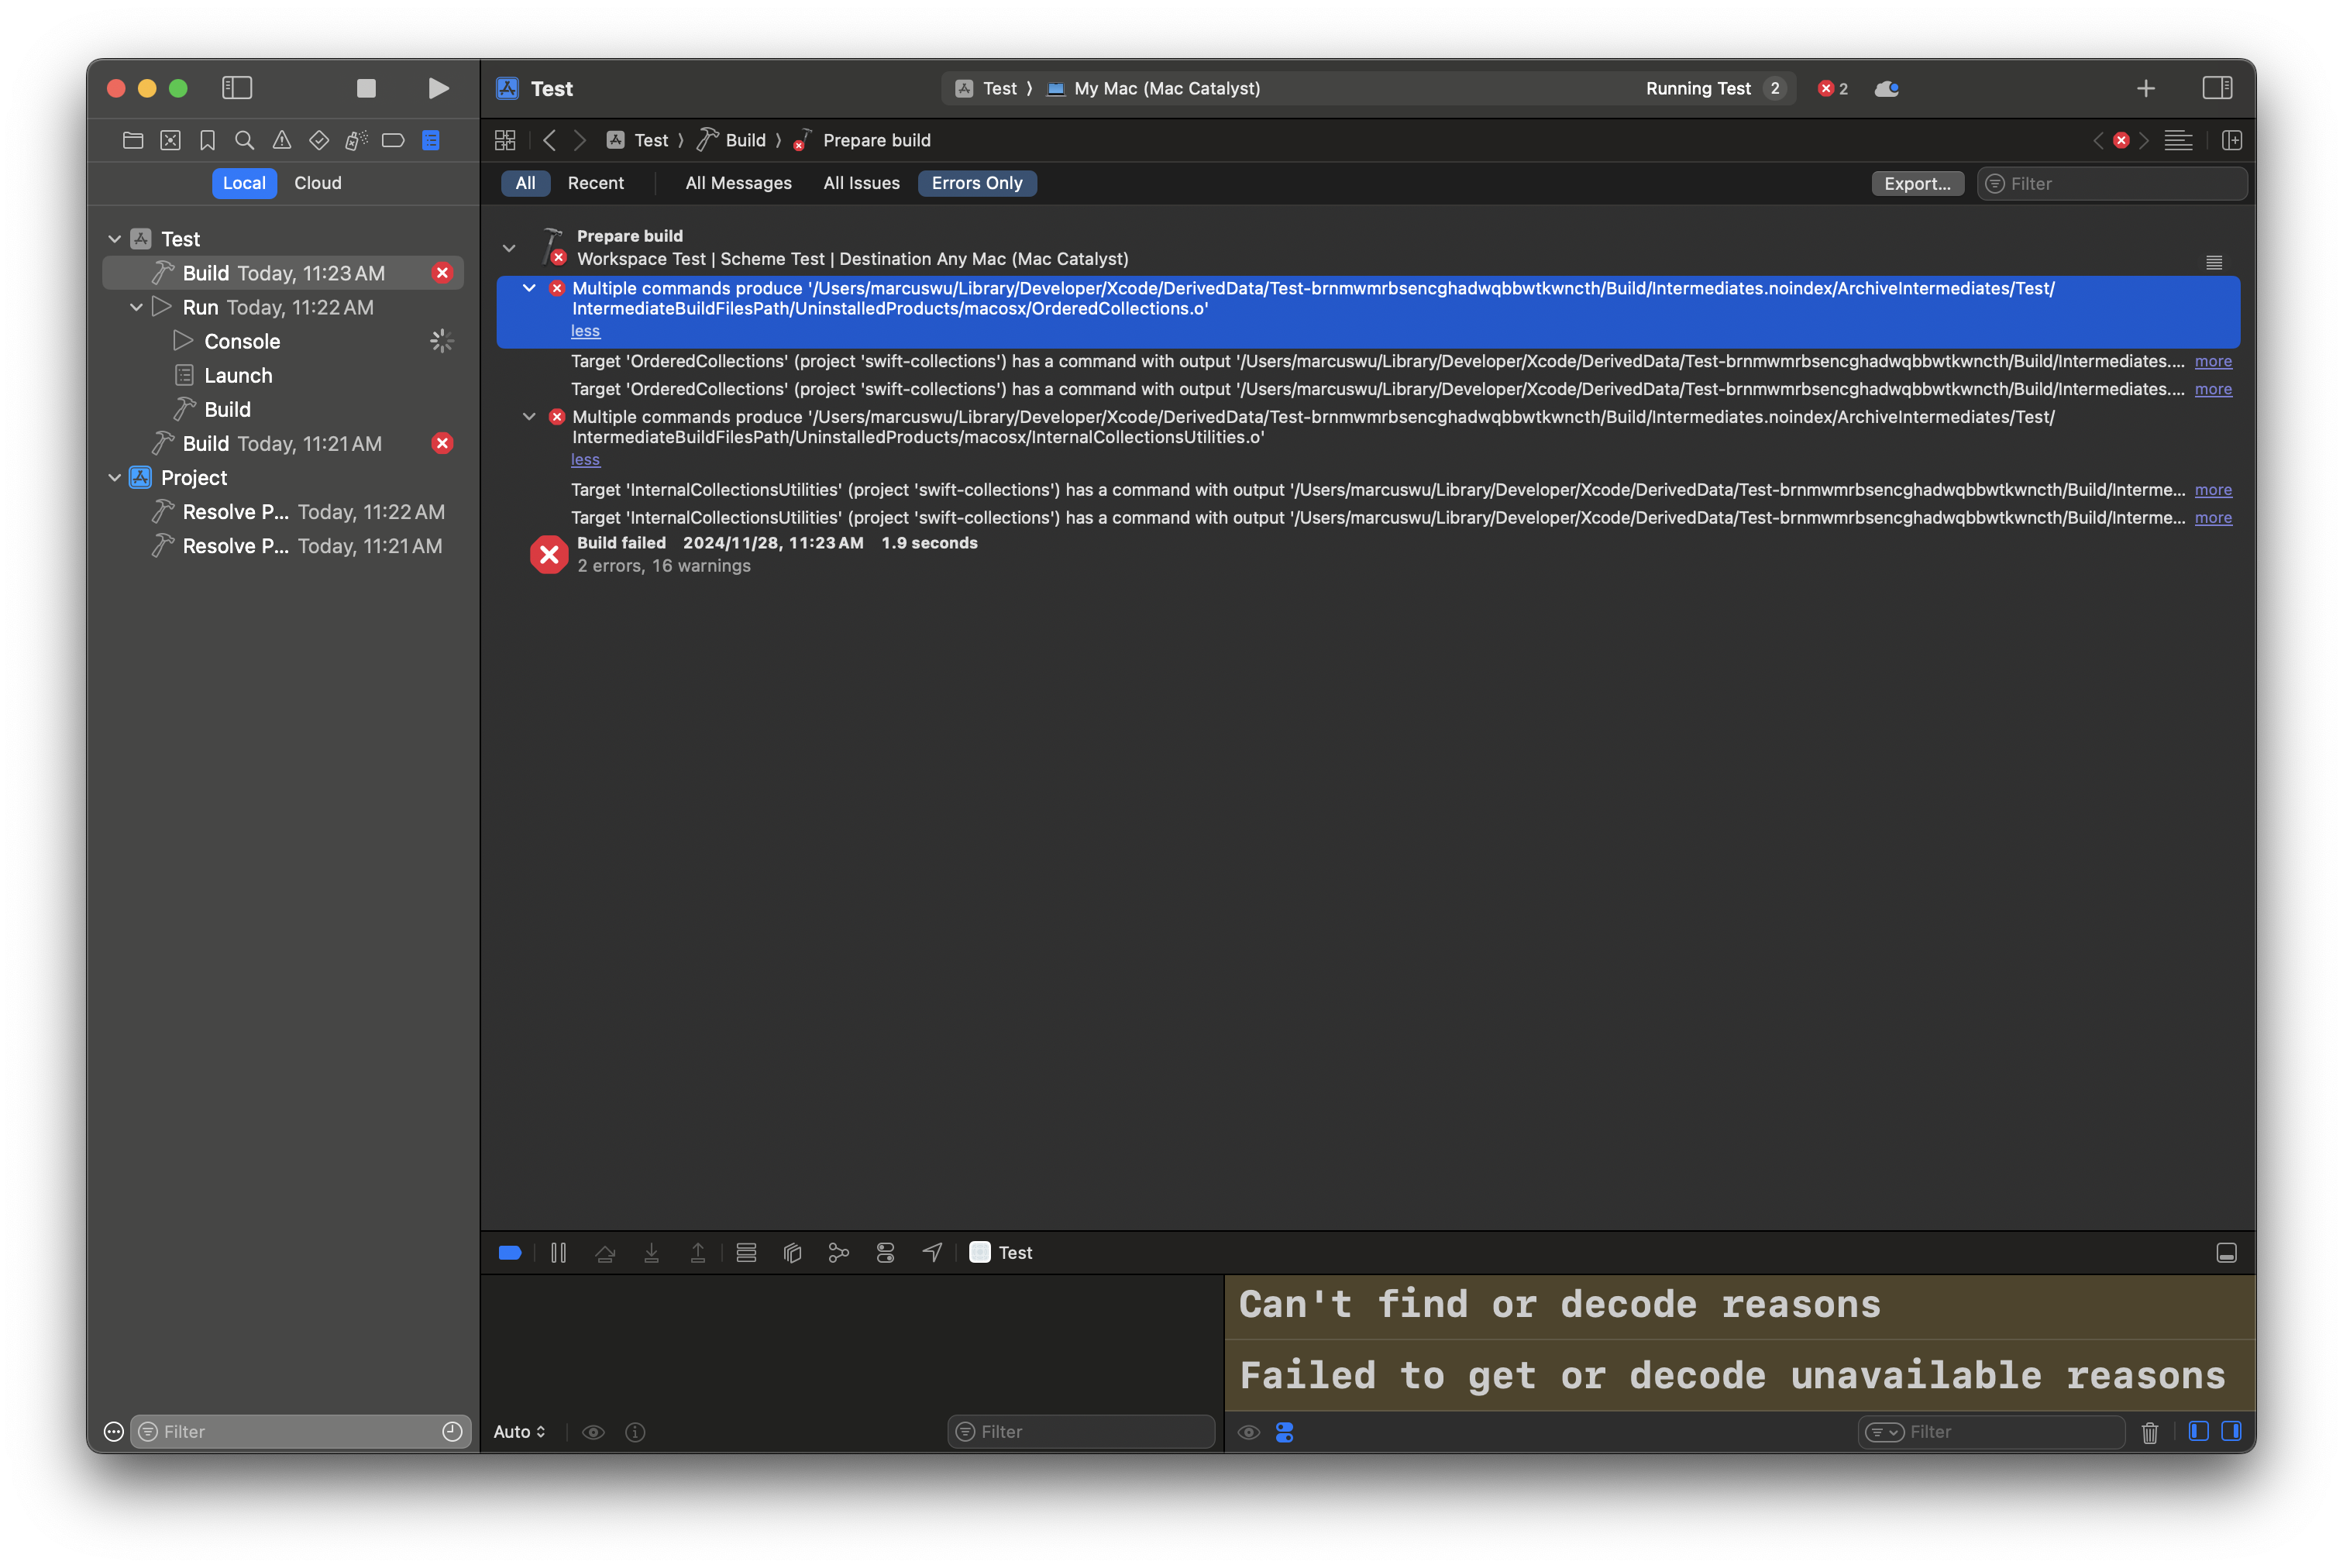 Test
Test ⟩ My Mac (Mac Catalyst)
Running Test 2
2
Test ⟩ Build ⟩ Prepare build
Local Cloud
All Recent All Messages All Issues Errors Only
Export... Filter
Test
Build Today, 11:23 AM
Run Today, 11:22 AM
Console
Launch
Build
Build Today, 11:21 AM
Project
Resolve P... Today, 11:22 AM
Resolve P... Today, 11:21 AM
Prepare build
Workspace Test | Scheme Test | Destination Any Mac (Mac Catalyst)
Multiple commands produce '/Users/marcuswu/Library/Developer/Xcode/DerivedData/Test-brnmwmrbsencghadwqbbwtkwncth/Build/Intermediates.noindex/ArchiveIntermediates/Test/
IntermediateBuildFilesPath/UninstalledProducts/macosx/OrderedCollections.o'
less
Target 'OrderedCollections' (project 'swift-collections') has a command with output '/Users/marcuswu/Library/Developer/Xcode/DerivedData/Test-brnmwmrbsencghadwqbbwtkwncth/Build/Intermediates.... more
Target 'OrderedCollections' (project 'swift-collections') has a command with output '/Users/marcuswu/Library/Developer/Xcode/DerivedData/Test-brnmwmrbsencghadwqbbwtkwncth/Build/Intermediates.... more
Multiple commands produce '/Users/marcuswu/Library/Developer/Xcode/DerivedData/Test-brnmwmrbsencghadwqbbwtkwncth/Build/Intermediates.noindex/ArchiveIntermediates/Test/
IntermediateBuildFilesPath/UninstalledProducts/macosx/InternalCollectionsUtilities.o'
less
Target 'InternalCollectionsUtilities' (project 'swift-collections') has a command with output '/Users/marcuswu/Library/Developer/Xcode/DerivedData/Test-brnmwmrbsencghadwqbbwtkwncth/Build/Interme... more
Target 'InternalCollectionsUtilities' (project 'swift-collections') has a command with output '/Users/marcuswu/Library/Developer/Xcode/DerivedData/Test-brnmwmrbsencghadwqbbwtkwncth/Build/Interme... more
Build failed 2024/11/28, 11:23 AM 1.9 seconds
2 errors, 16 warnings
Test
Can't find or decode reasons
Failed to get or decode unavailable reasons
Filter
Auto
Filter
Filter